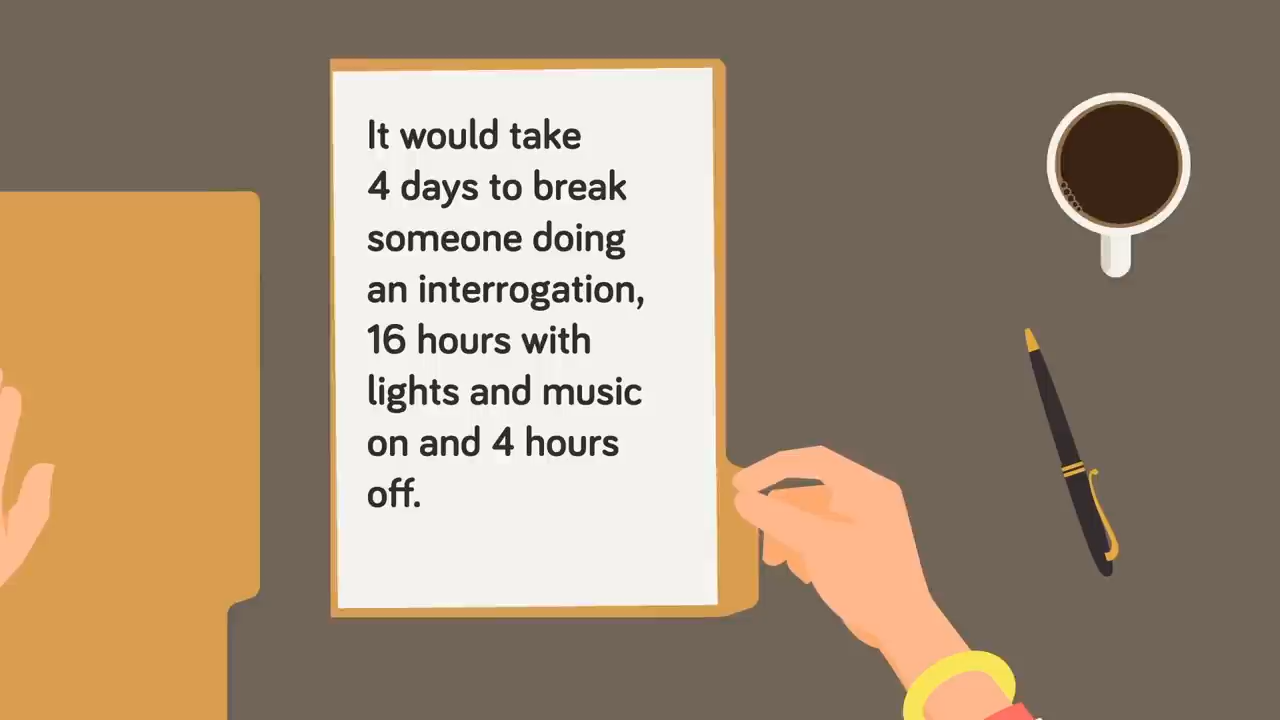 It would take
4 days to break
someone doing
an interrogation,
16 hours with
lights and music
on and 4 hours
off.